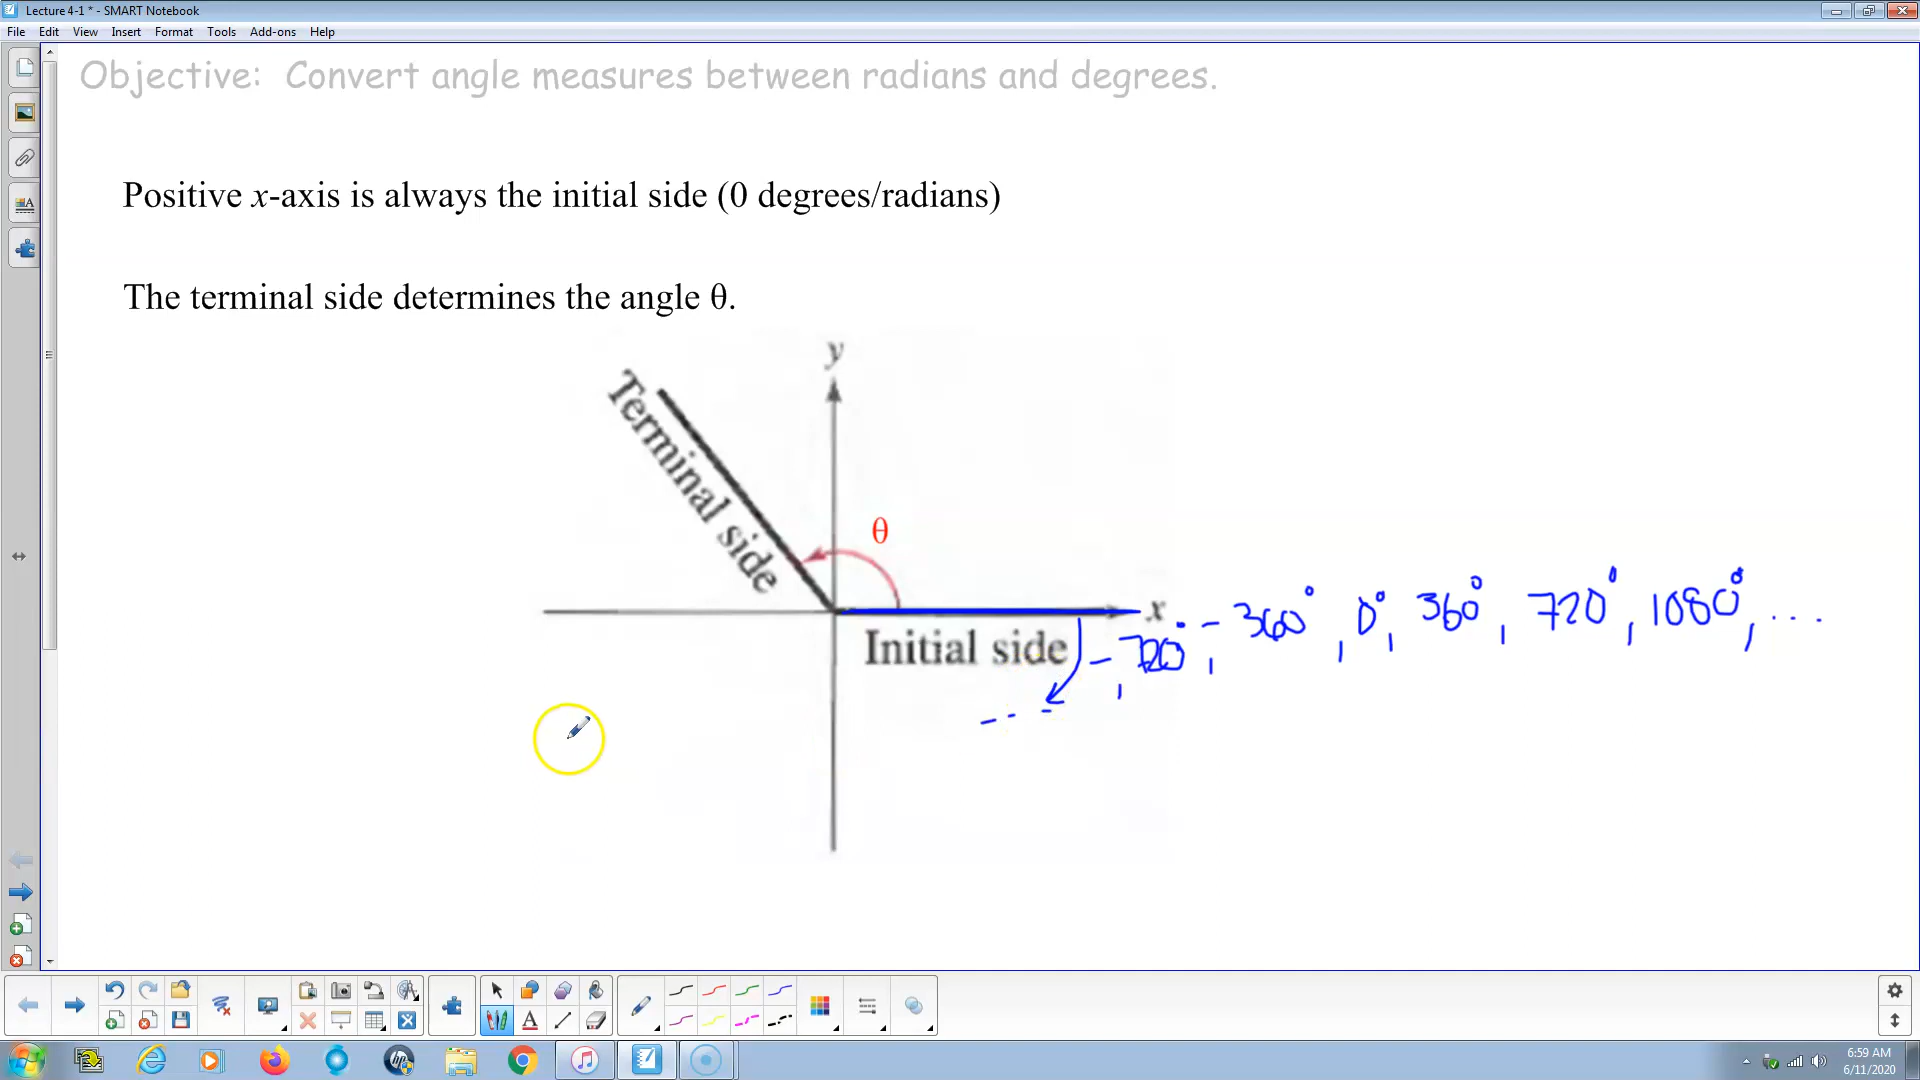 Lecture 4-1 * - SMART Notebook
File Edit View Insert Format Tools Add-ons Help
Objective: Convert angle measures between radians and degrees.
Positive x-axis is always the initial side (0 degrees/radians)
The terminal side determines the angle θ.
y
Terminal side
θ
x
Initial side
... , -720°, -360°, 0°, 360°, 720°, 1080°, ...
6:59 AM
6/11/2020